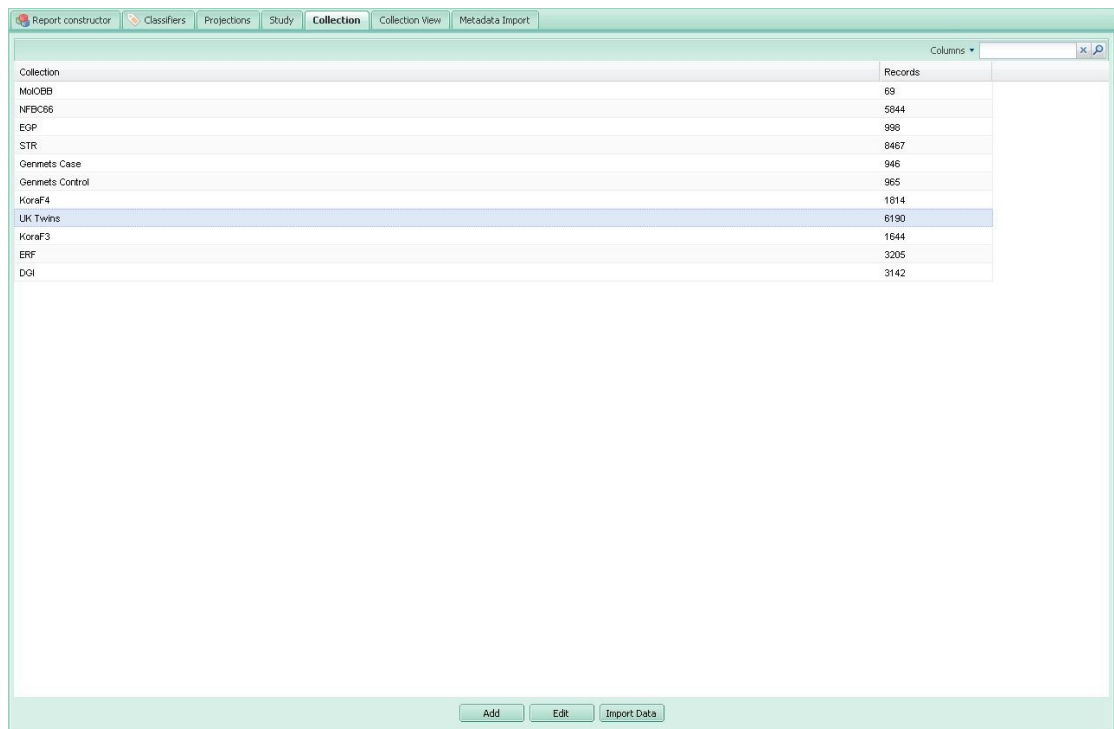 Report constructor Classifiers Projections Study Collection Collection View Metadata Import
Columns
Collection Records
MolOBB 69
NFBC66 5844
EGP 998
STR 8467
Genmets Case 946
Genmets Control 965
KoraF4 1814
UK Twins 6190
KoraF3 1644
ERF 3205
DGI 3142
Add Edit Import Data